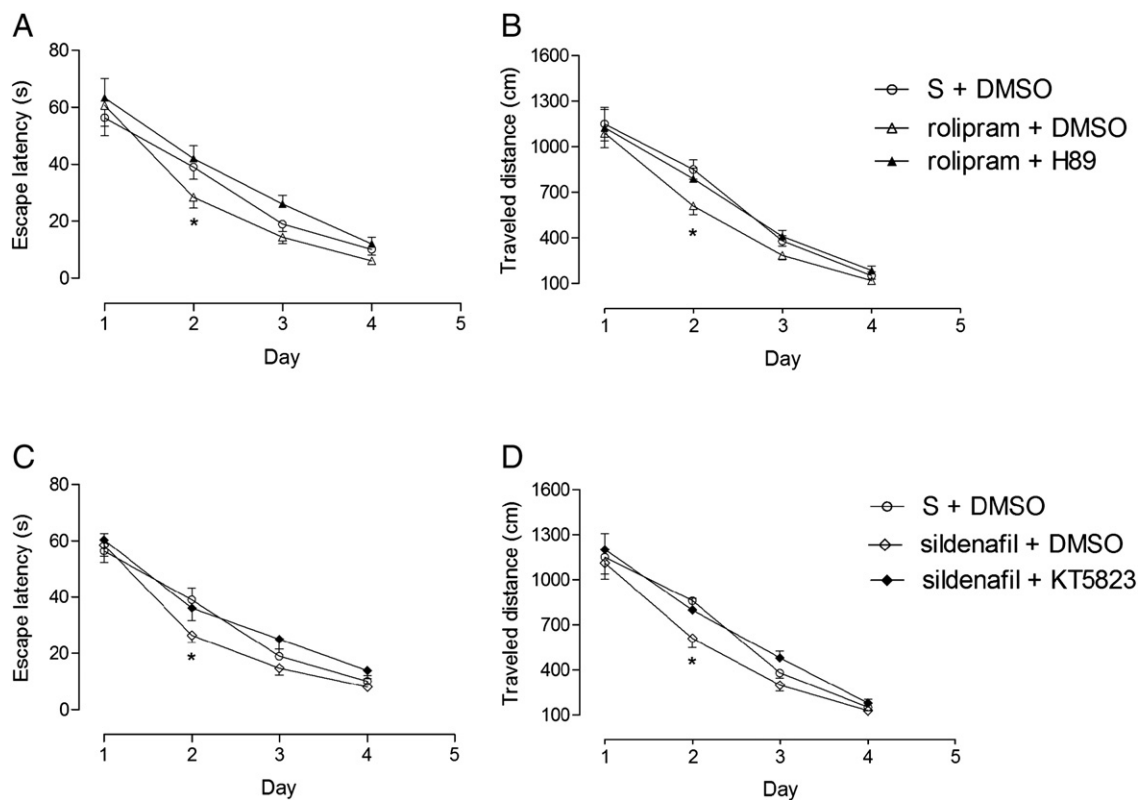 A
Escape latency (s)
80
60
40
20
0
*
1 2 3 4 5
Day
B
Traveled distance (cm)
1600
1300
1000
700
400
100
*
1 2 3 4 5
Day
S + DMSO
rolipram + DMSO
rolipram + H89
C
Escape latency (s)
80
60
40
20
0
*
1 2 3 4 5
Day
D
Traveled distance (cm)
1600
1300
1000
700
400
100
*
1 2 3 4 5
Day
S + DMSO
sildenafil + DMSO
sildenafil + KT5823